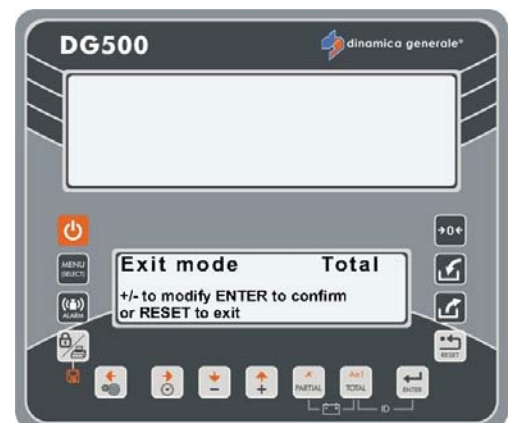 DG500
dinamica generale®
→0←
MENU
(SELECT)
Exit mode Total
+/- to modify ENTER to confirm
or RESET to exit
ALARM
RESET
- + PARTIAL TOTAL ENTER
ID